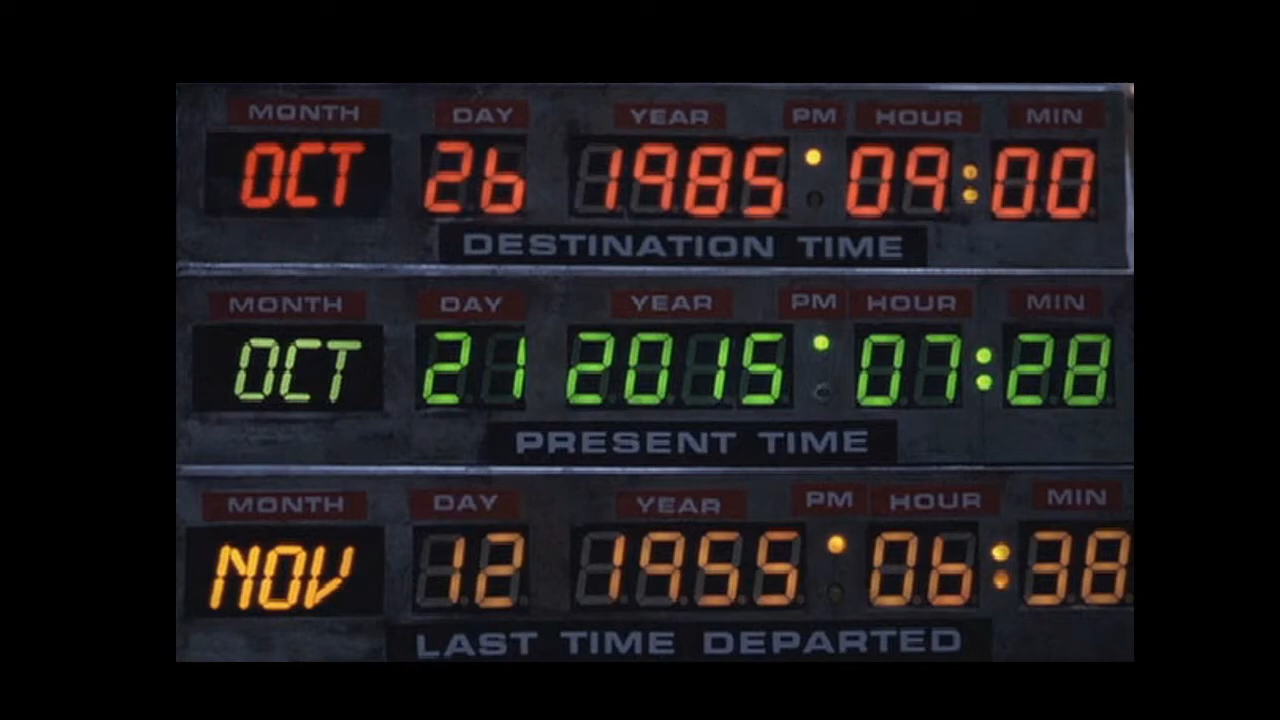 MONTH DAY YEAR PM HOUR MIN
OCT 26 1985 09:00
DESTINATION TIME
MONTH DAY YEAR PM HOUR MIN
OCT 21 2015 07:28
PRESENT TIME
MONTH DAY YEAR PM HOUR MIN
NOV 12 1955 06:38
LAST TIME DEPARTED